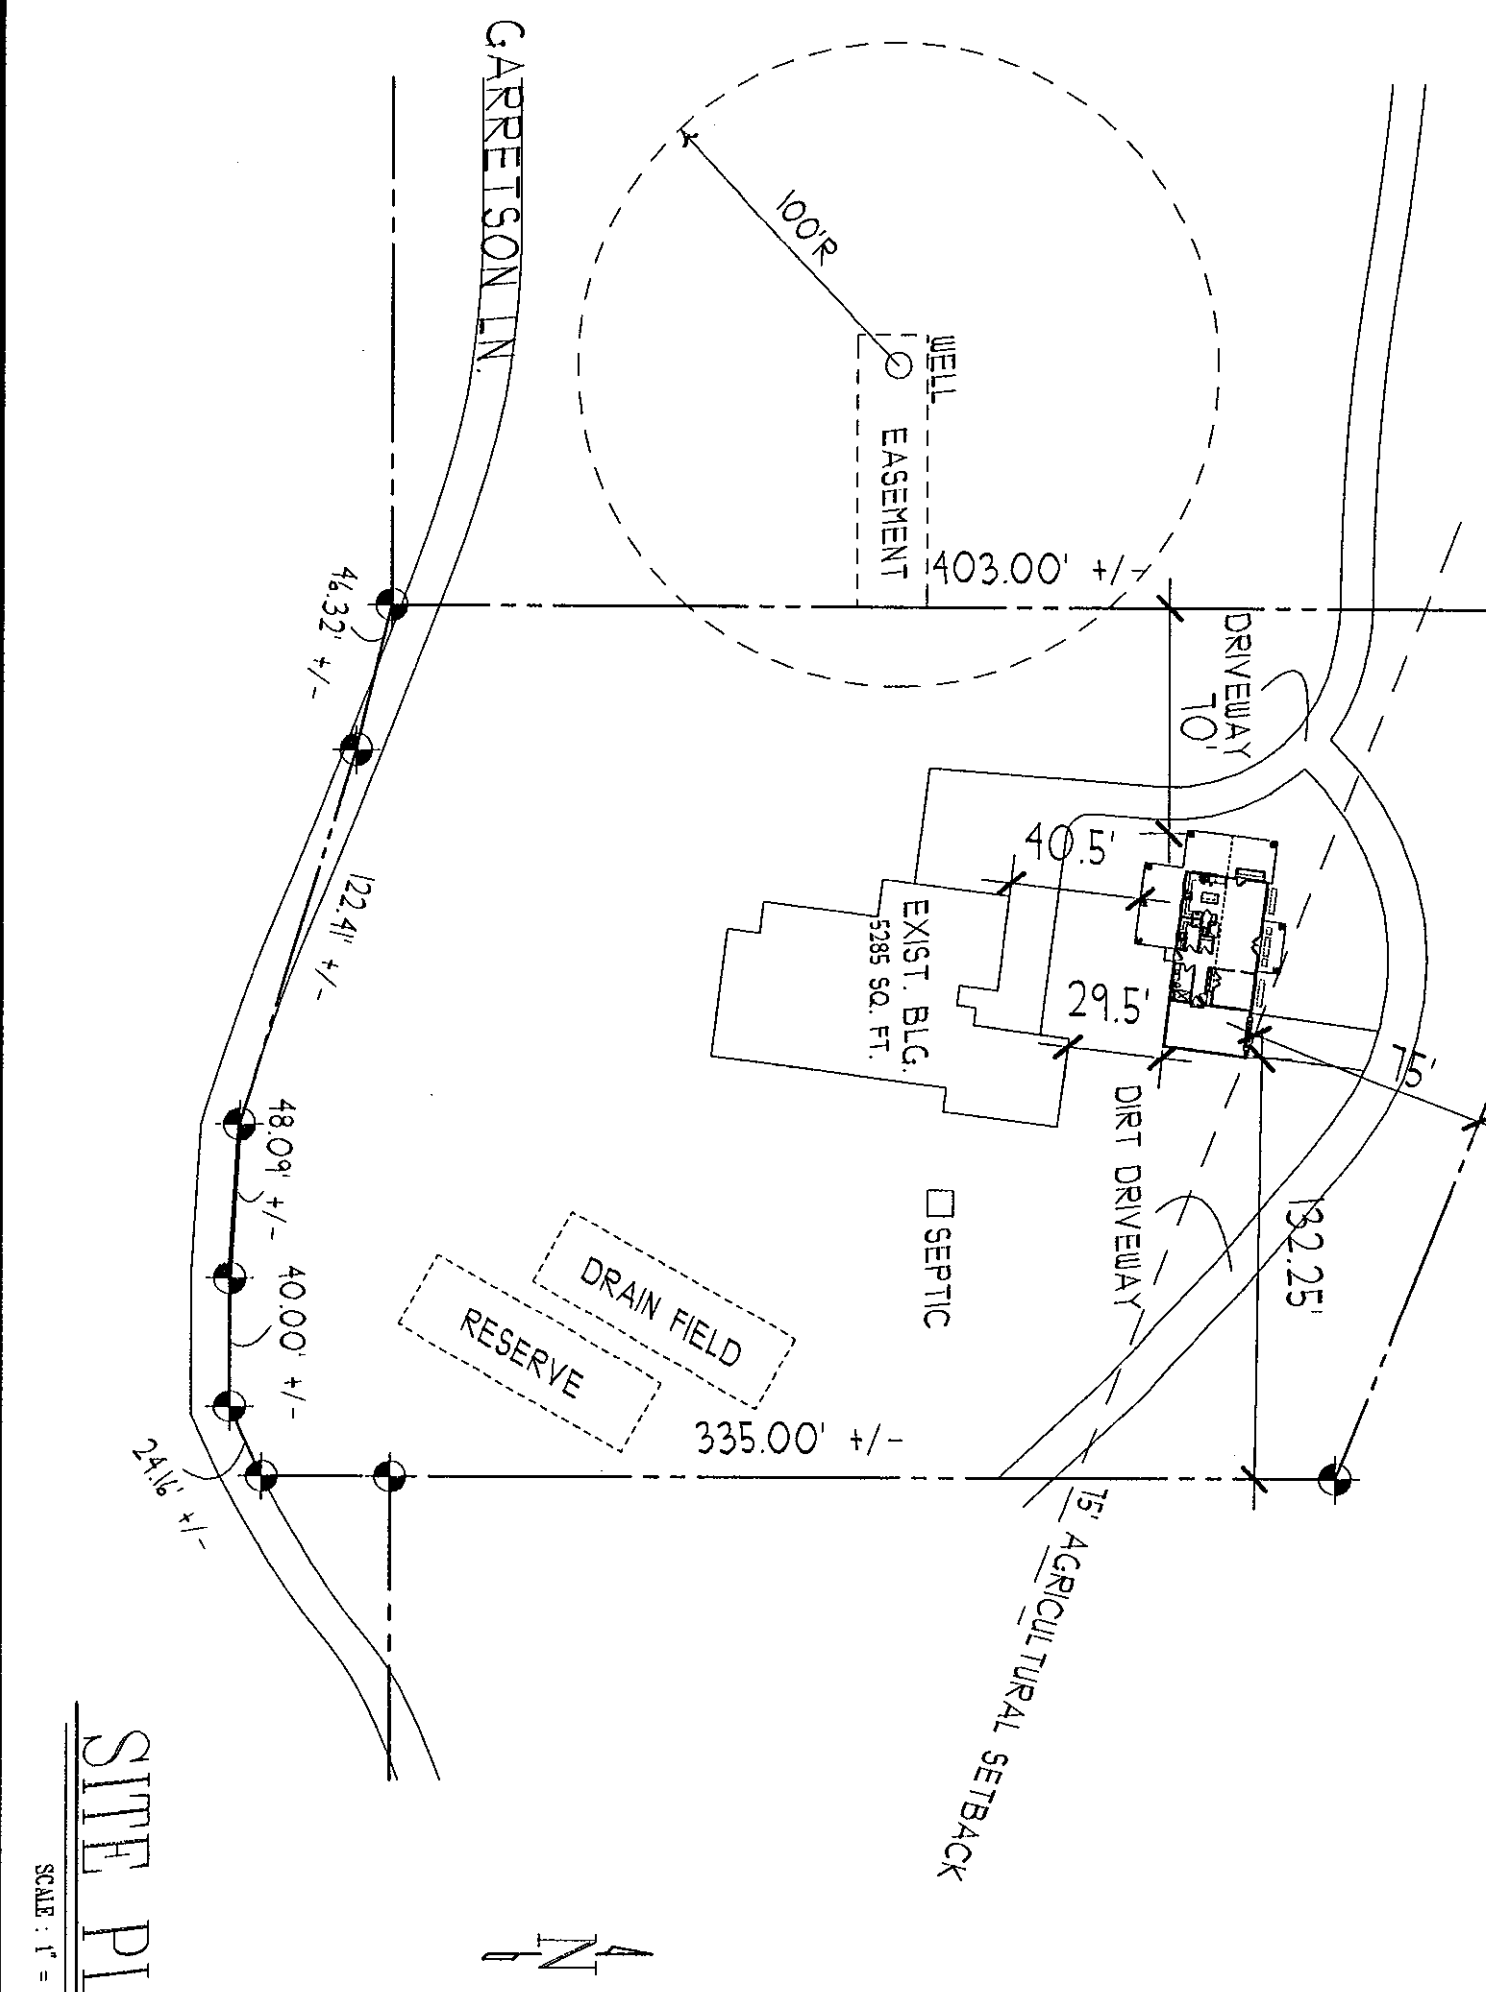 GARRETSON LN.
100'R
WELL
EASEMENT
403.00' +/-
DRIVEWAY
70'
46.32' +/-
40.5'
EXIST. BLG.
5285 SQ. FT.
29.5'
75'
122.41' +/-
DIRT DRIVEWAY
132.25'
48.09' +/-
SEPTIC
DRAIN FIELD
RESERVE
40.00' +/-
335.00' +/-
24.16' +/-
75' AGRICULTURAL SETBACK
SITE PL
SCALE : 1" =
N